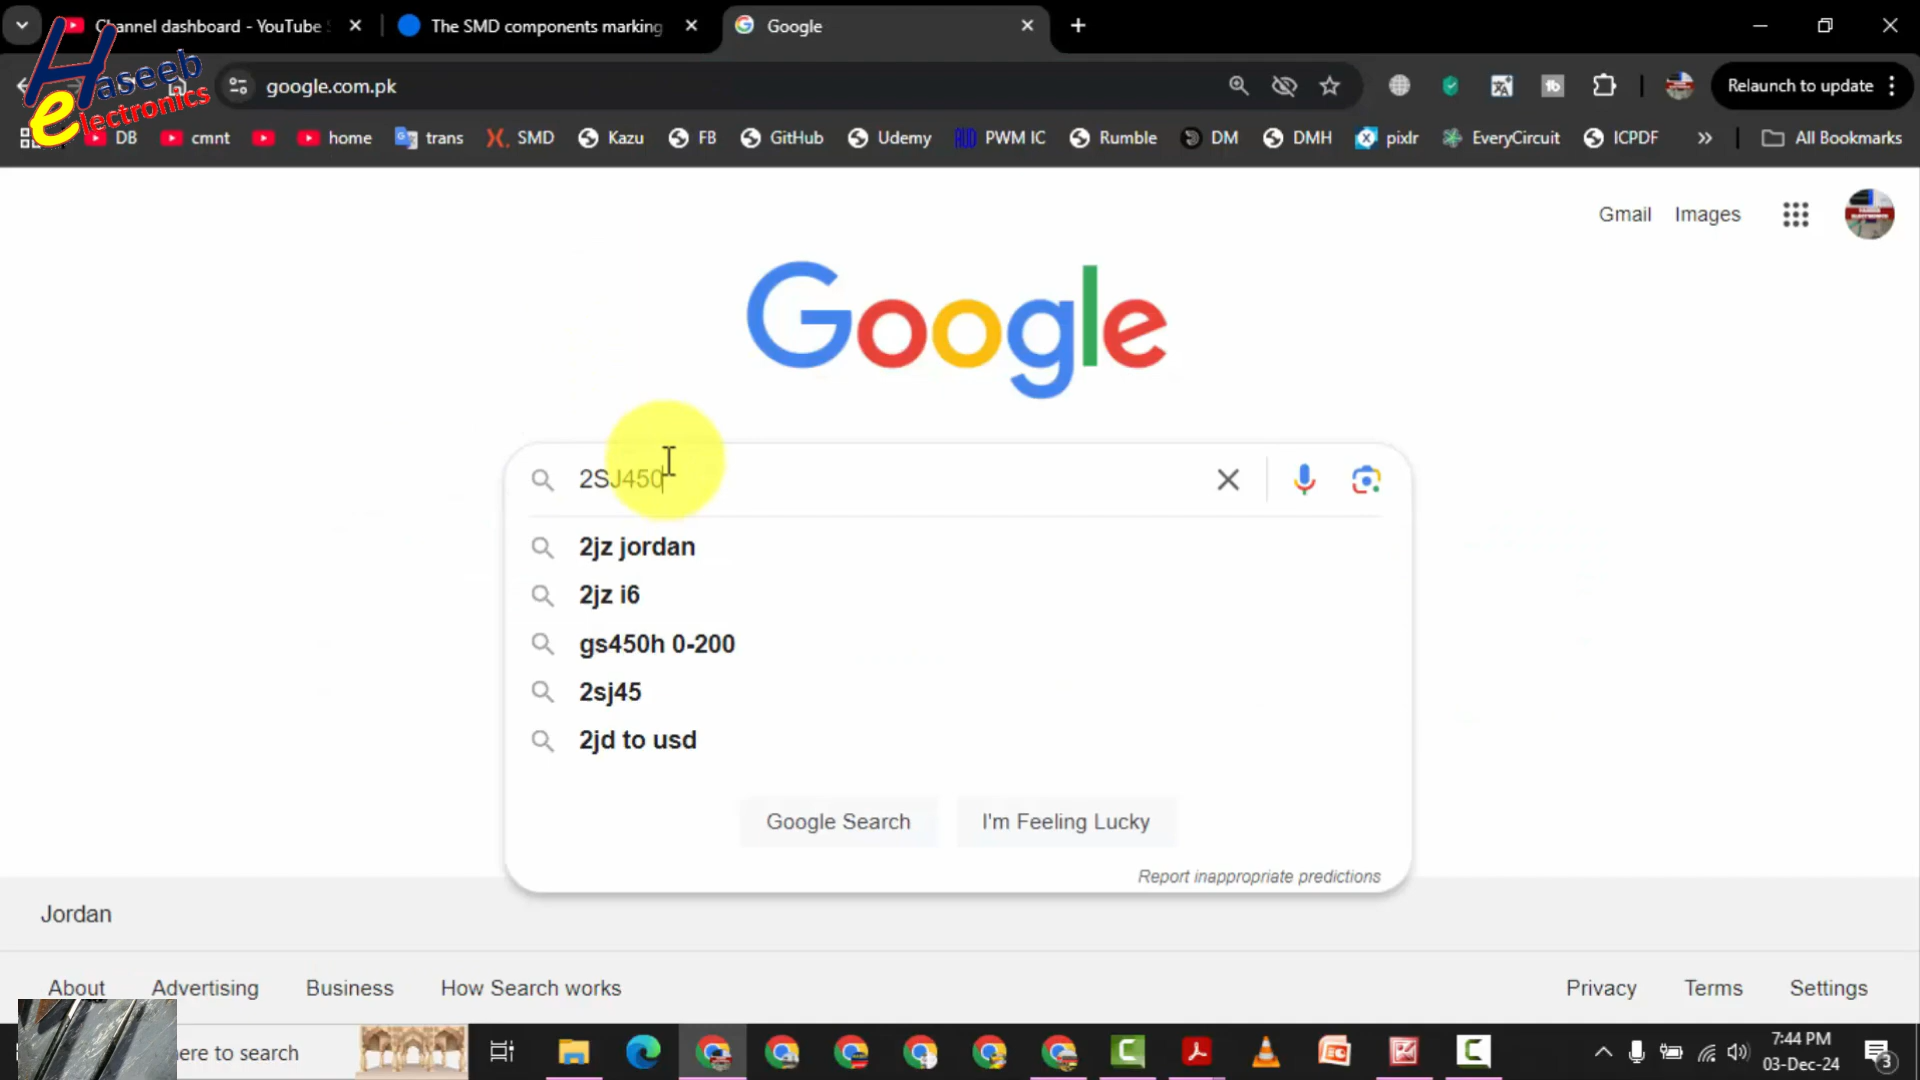 Channel dashboard - YouTube
The SMD components marking
Google
google.com.pk
Relaunch to update
Haseeb
electronics
DB
cmnt
home
trans
SMD
Kazu
FB
GitHub
Udemy
PWM IC
Rumble
DM
DMH
pixlr
EveryCircuit
ICPDF
All Bookmarks
Gmail
Images
Google
2SJ450
2jz jordan
2jz i6
gs450h 0-200
2sj45
2jd to usd
Google Search
I'm Feeling Lucky
Report inappropriate predictions
Jordan
About
Advertising
Business
How Search works
Privacy
Terms
Settings
here to search
7:44 PM
03-Dec-24
3